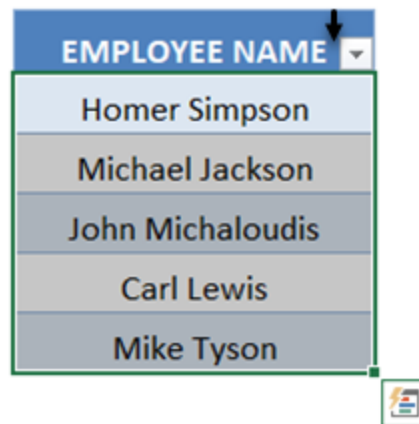 EMPLOYEE NAME
Homer Simpson
Michael Jackson
John Michaloudis
Carl Lewis
Mike Tyson